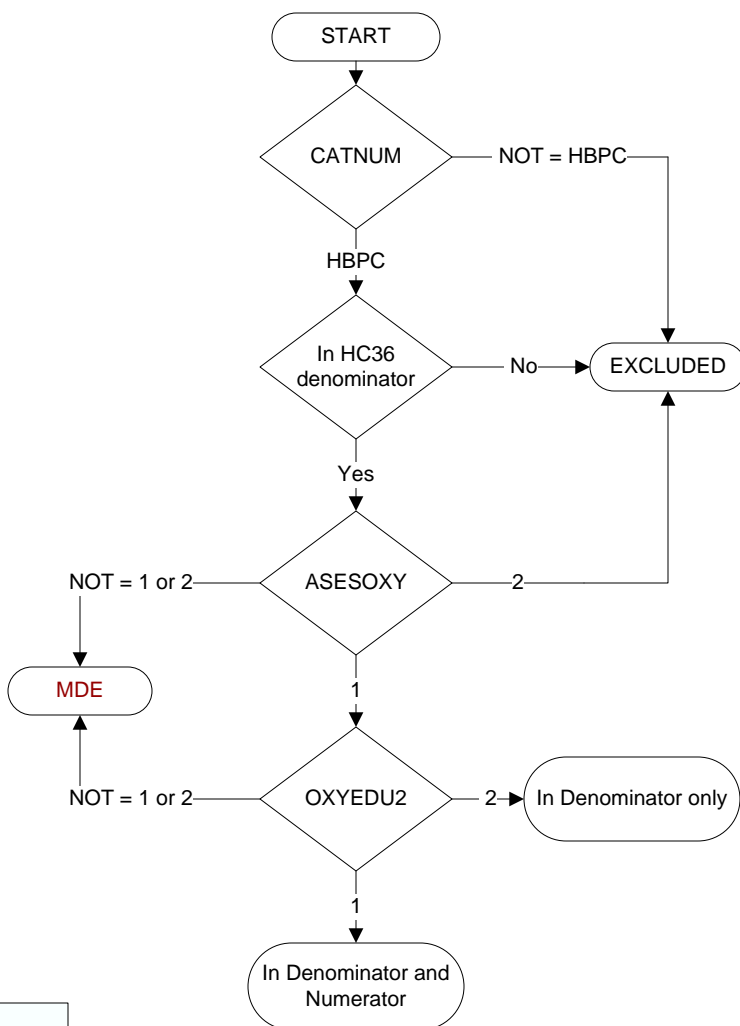 START
CATNUM
NOT = HBPC
HBPC
In HC36
denominator
No
EXCLUDED
Yes
NOT = 1 or 2
ASESOXY
2
MDE
1
NOT = 1 or 2
OXYEDU2
2
In Denominator only
1
In Denominator and
Numerator